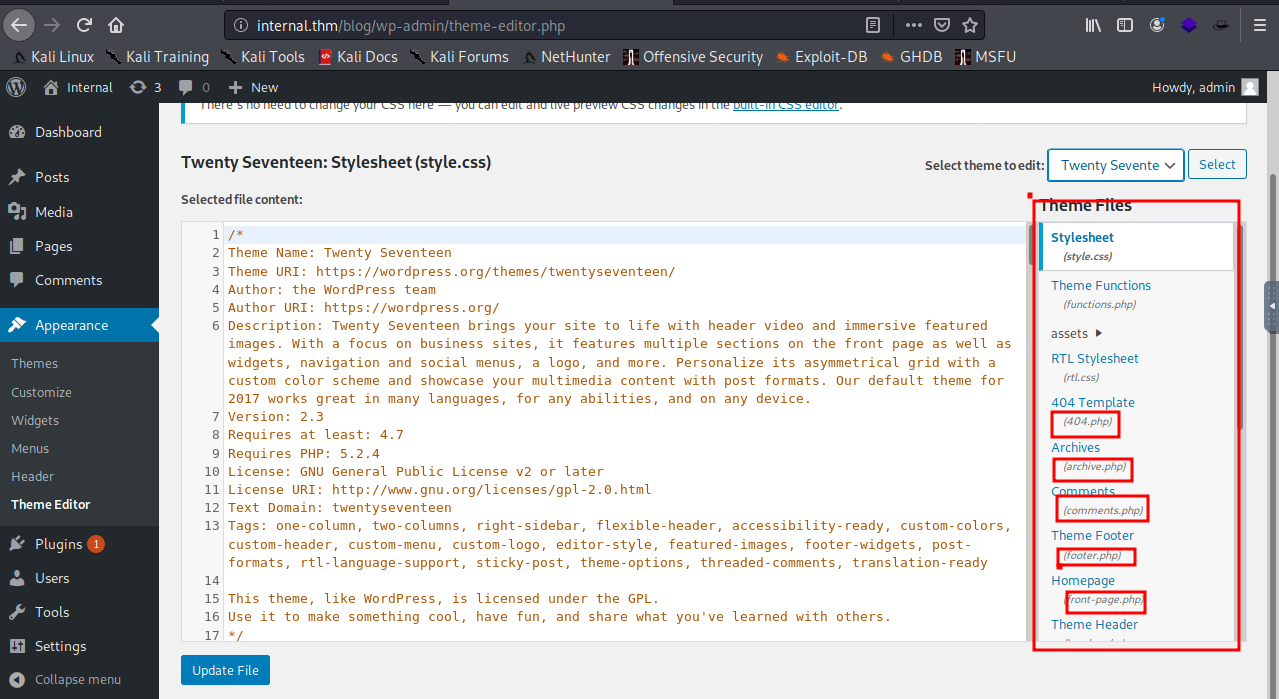 internal.thm/blog/wp-admin/theme-editor.php
Kali Linux Kali Training Kali Tools Kali Docs Kali Forums NetHunter Offensive Security Exploit-DB GHDB MSFU
Internal 3 0 New Howdy, admin
There's no need to change your CSS here — you can edit and live preview CSS changes in the built-in CSS editor.
Dashboard
Posts
Media
Pages
Comments
Appearance
Themes
Customize
Widgets
Menus
Header
Theme Editor
Plugins 1
Users
Tools
Settings
Collapse menu
Twenty Seventeen: Stylesheet (style.css)
Select theme to edit: Twenty Sevente Select
Selected file content:
1 /*
2 Theme Name: Twenty Seventeen
3 Theme URI: https://wordpress.org/themes/twentyseventeen/
4 Author: the WordPress team
5 Author URI: https://wordpress.org/
6 Description: Twenty Seventeen brings your site to life with header video and immersive featured
images. With a focus on business sites, it features multiple sections on the front page as well as
widgets, navigation and social menus, a logo, and more. Personalize its asymmetrical grid with a
custom color scheme and showcase your multimedia content with post formats. Our default theme for
2017 works great in many languages, for any abilities, and on any device.
7 Version: 2.3
8 Requires at least: 4.7
9 Requires PHP: 5.2.4
10 License: GNU General Public License v2 or later
11 License URI: http://www.gnu.org/licenses/gpl-2.0.html
12 Text Domain: twentyseventeen
13 Tags: one-column, two-columns, right-sidebar, flexible-header, accessibility-ready, custom-colors,
custom-header, custom-menu, custom-logo, editor-style, featured-images, footer-widgets, post-
formats, rtl-language-support, sticky-post, theme-options, threaded-comments, translation-ready
14
15 This theme, like WordPress, is licensed under the GPL.
16 Use it to make something cool, have fun, and share what you've learned with others.
17 */
Update File
Theme Files
Stylesheet
(style.css)
Theme Functions
(functions.php)
assets
RTL Stylesheet
(rtl.css)
404 Template
(404.php)
Archives
(archive.php)
Comments
(comments.php)
Theme Footer
(footer.php)
Homepage
(front-page.php)
Theme Header